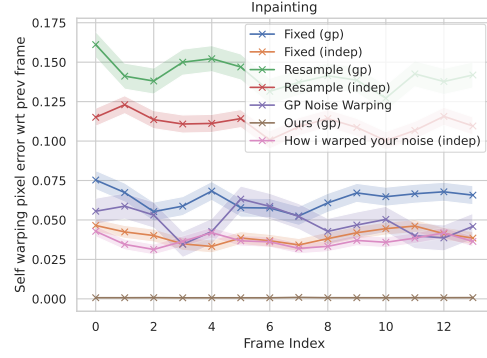 Inpainting
Self warping pixel error wrt prev frame
0.175
0.150
0.125
0.100
0.075
0.050
0.025
0.000
Fixed (gp)
Fixed (indep)
Resample (gp)
Resample (indep)
GP Noise Warping
Ours (gp)
How i warped your noise (indep)
0 2 4 6 8 10 12
Frame Index